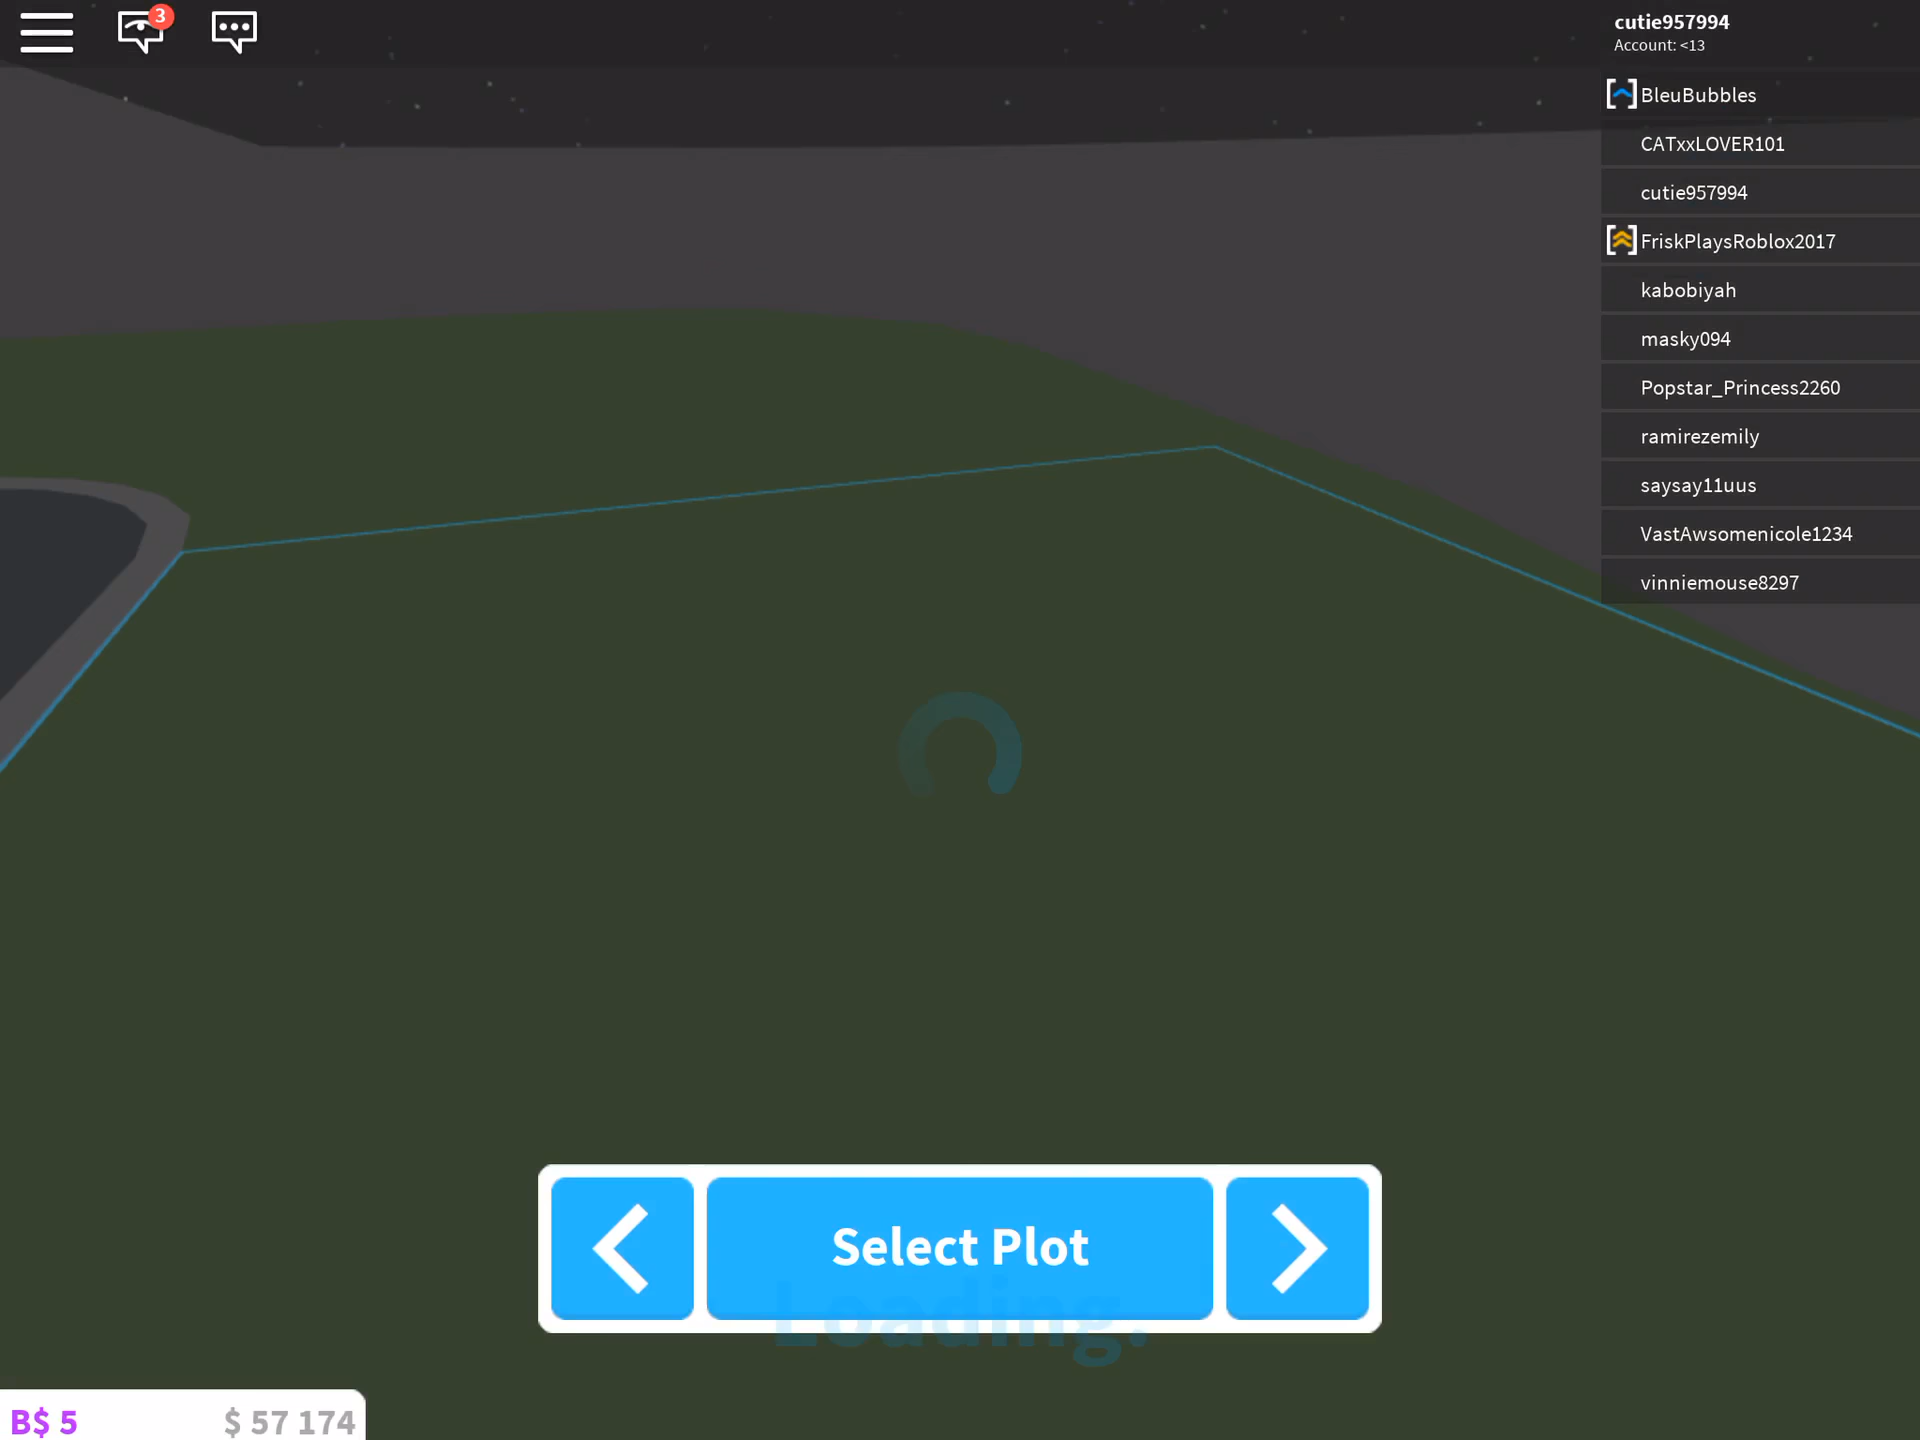 3
cutie957994
Account: <13
BleuBubbles
CATxxLOVER101
cutie957994
FriskPlaysRoblox2017
kabobiyah
masky094
Popstar_Princess2260
ramirezemily
saysay11uus
VastAwsomenicole1234
vinniemouse8297
Select Plot
Loading.
B$ 5
$ 57 174